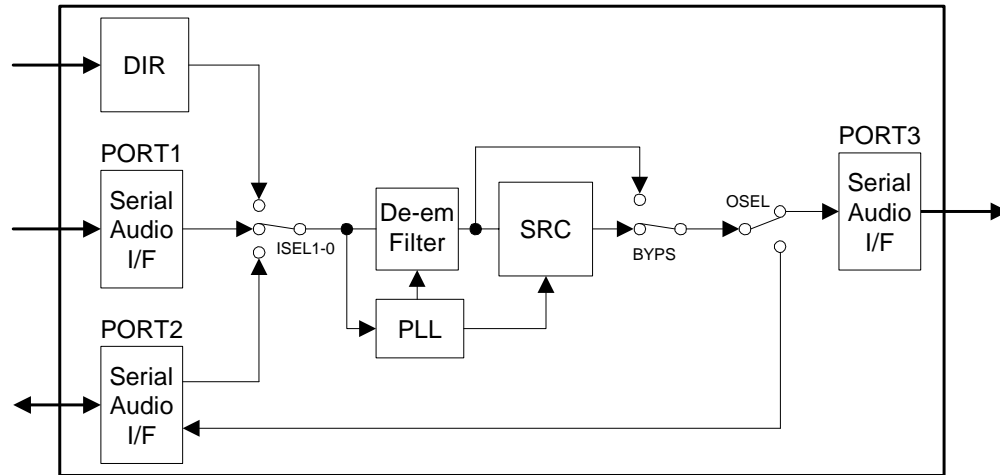 DIR
PORT1
Serial
Audio
I/F
ISEL1-0
De-em
Filter
PLL
SRC
BYPS
OSEL
PORT3
Serial
Audio
I/F
PORT2
Serial
Audio
I/F